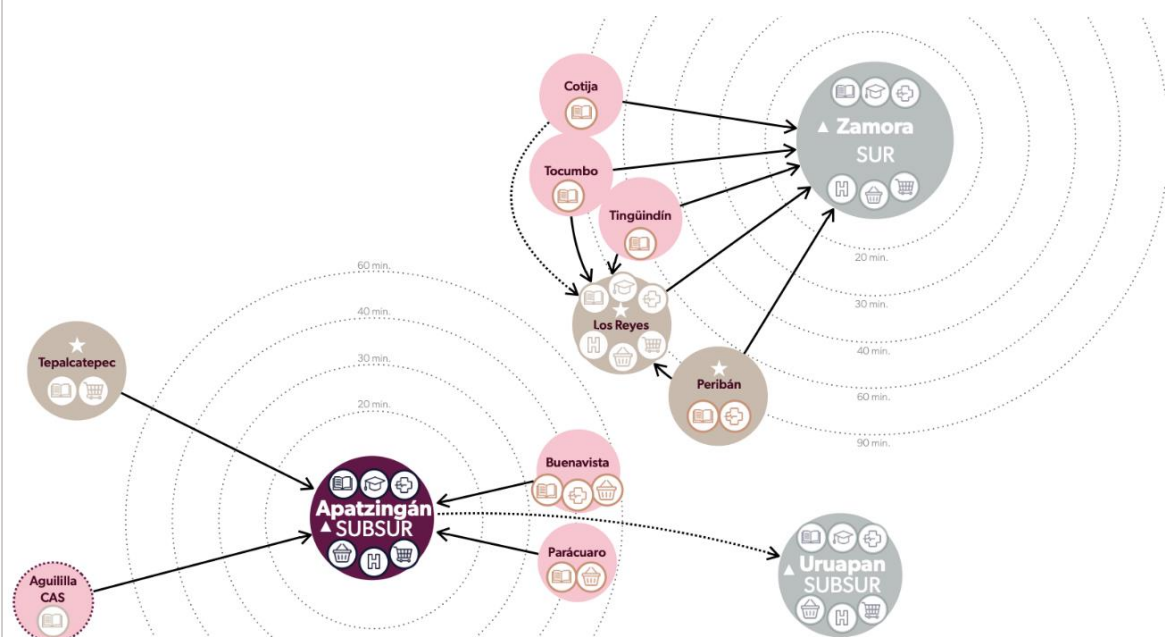 Cotija
Zamora
SUR
Tocumbo
Tingüindín
H
20 min.
60 min.
30 min.
40 min.
Los Reyes
H
40 min.
Tepalcatepec
30 min.
Peribán
60 min.
20 min.
90 min.
Buenavista
Apatzingán
SUBSUR
H
Parácuaro
Uruapan
SUBSUR
H
Aguililla
CAS